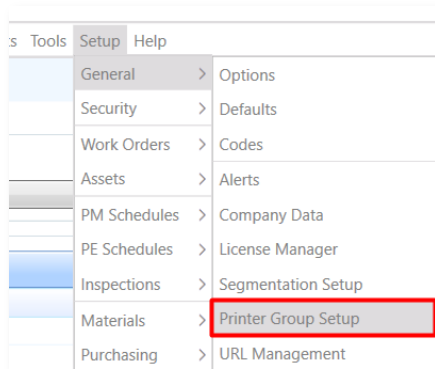 Tools Setup Help
General > Options
Security > Defaults
Work Orders > Codes
Assets > Alerts
PM Schedules > Company Data
PE Schedules > License Manager
Inspections > Segmentation Setup
Materials > Printer Group Setup
Purchasing > URL Management